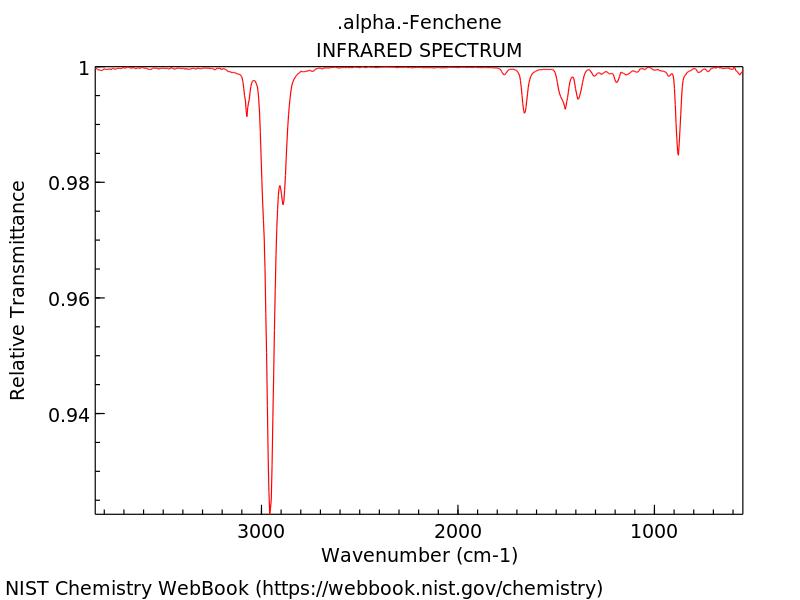 .alpha.-Fenchene
INFRARED SPECTRUM
Relative Transmittance
1
0.98
0.96
0.94
3000
2000
1000
Wavenumber (cm-1)
NIST Chemistry WebBook (https://webbook.nist.gov/chemistry)